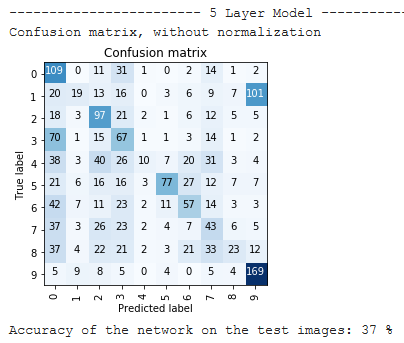 -------------------------- 5 Layer Model --------------
Confusion matrix, without normalization
Confusion matrix
0 109 0 11 31 1 0 2 14 1 2
1 20 19 13 16 0 3 6 9 7 101
2 18 3 97 21 2 1 6 12 5 5
3 70 1 15 67 1 1 3 14 1 2
4 38 3 40 26 10 7 20 31 3 4
5 21 6 16 16 3 77 27 12 7 7
6 42 7 11 23 2 11 57 14 3 3
7 37 3 26 23 2 4 7 43 6 5
8 37 4 22 21 2 3 21 33 23 12
9 5 9 8 5 0 4 0 5 4 169
True label
0 1 2 3 4 5 6 7 8 9
Predicted label
Accuracy of the network on the test images: 37 %